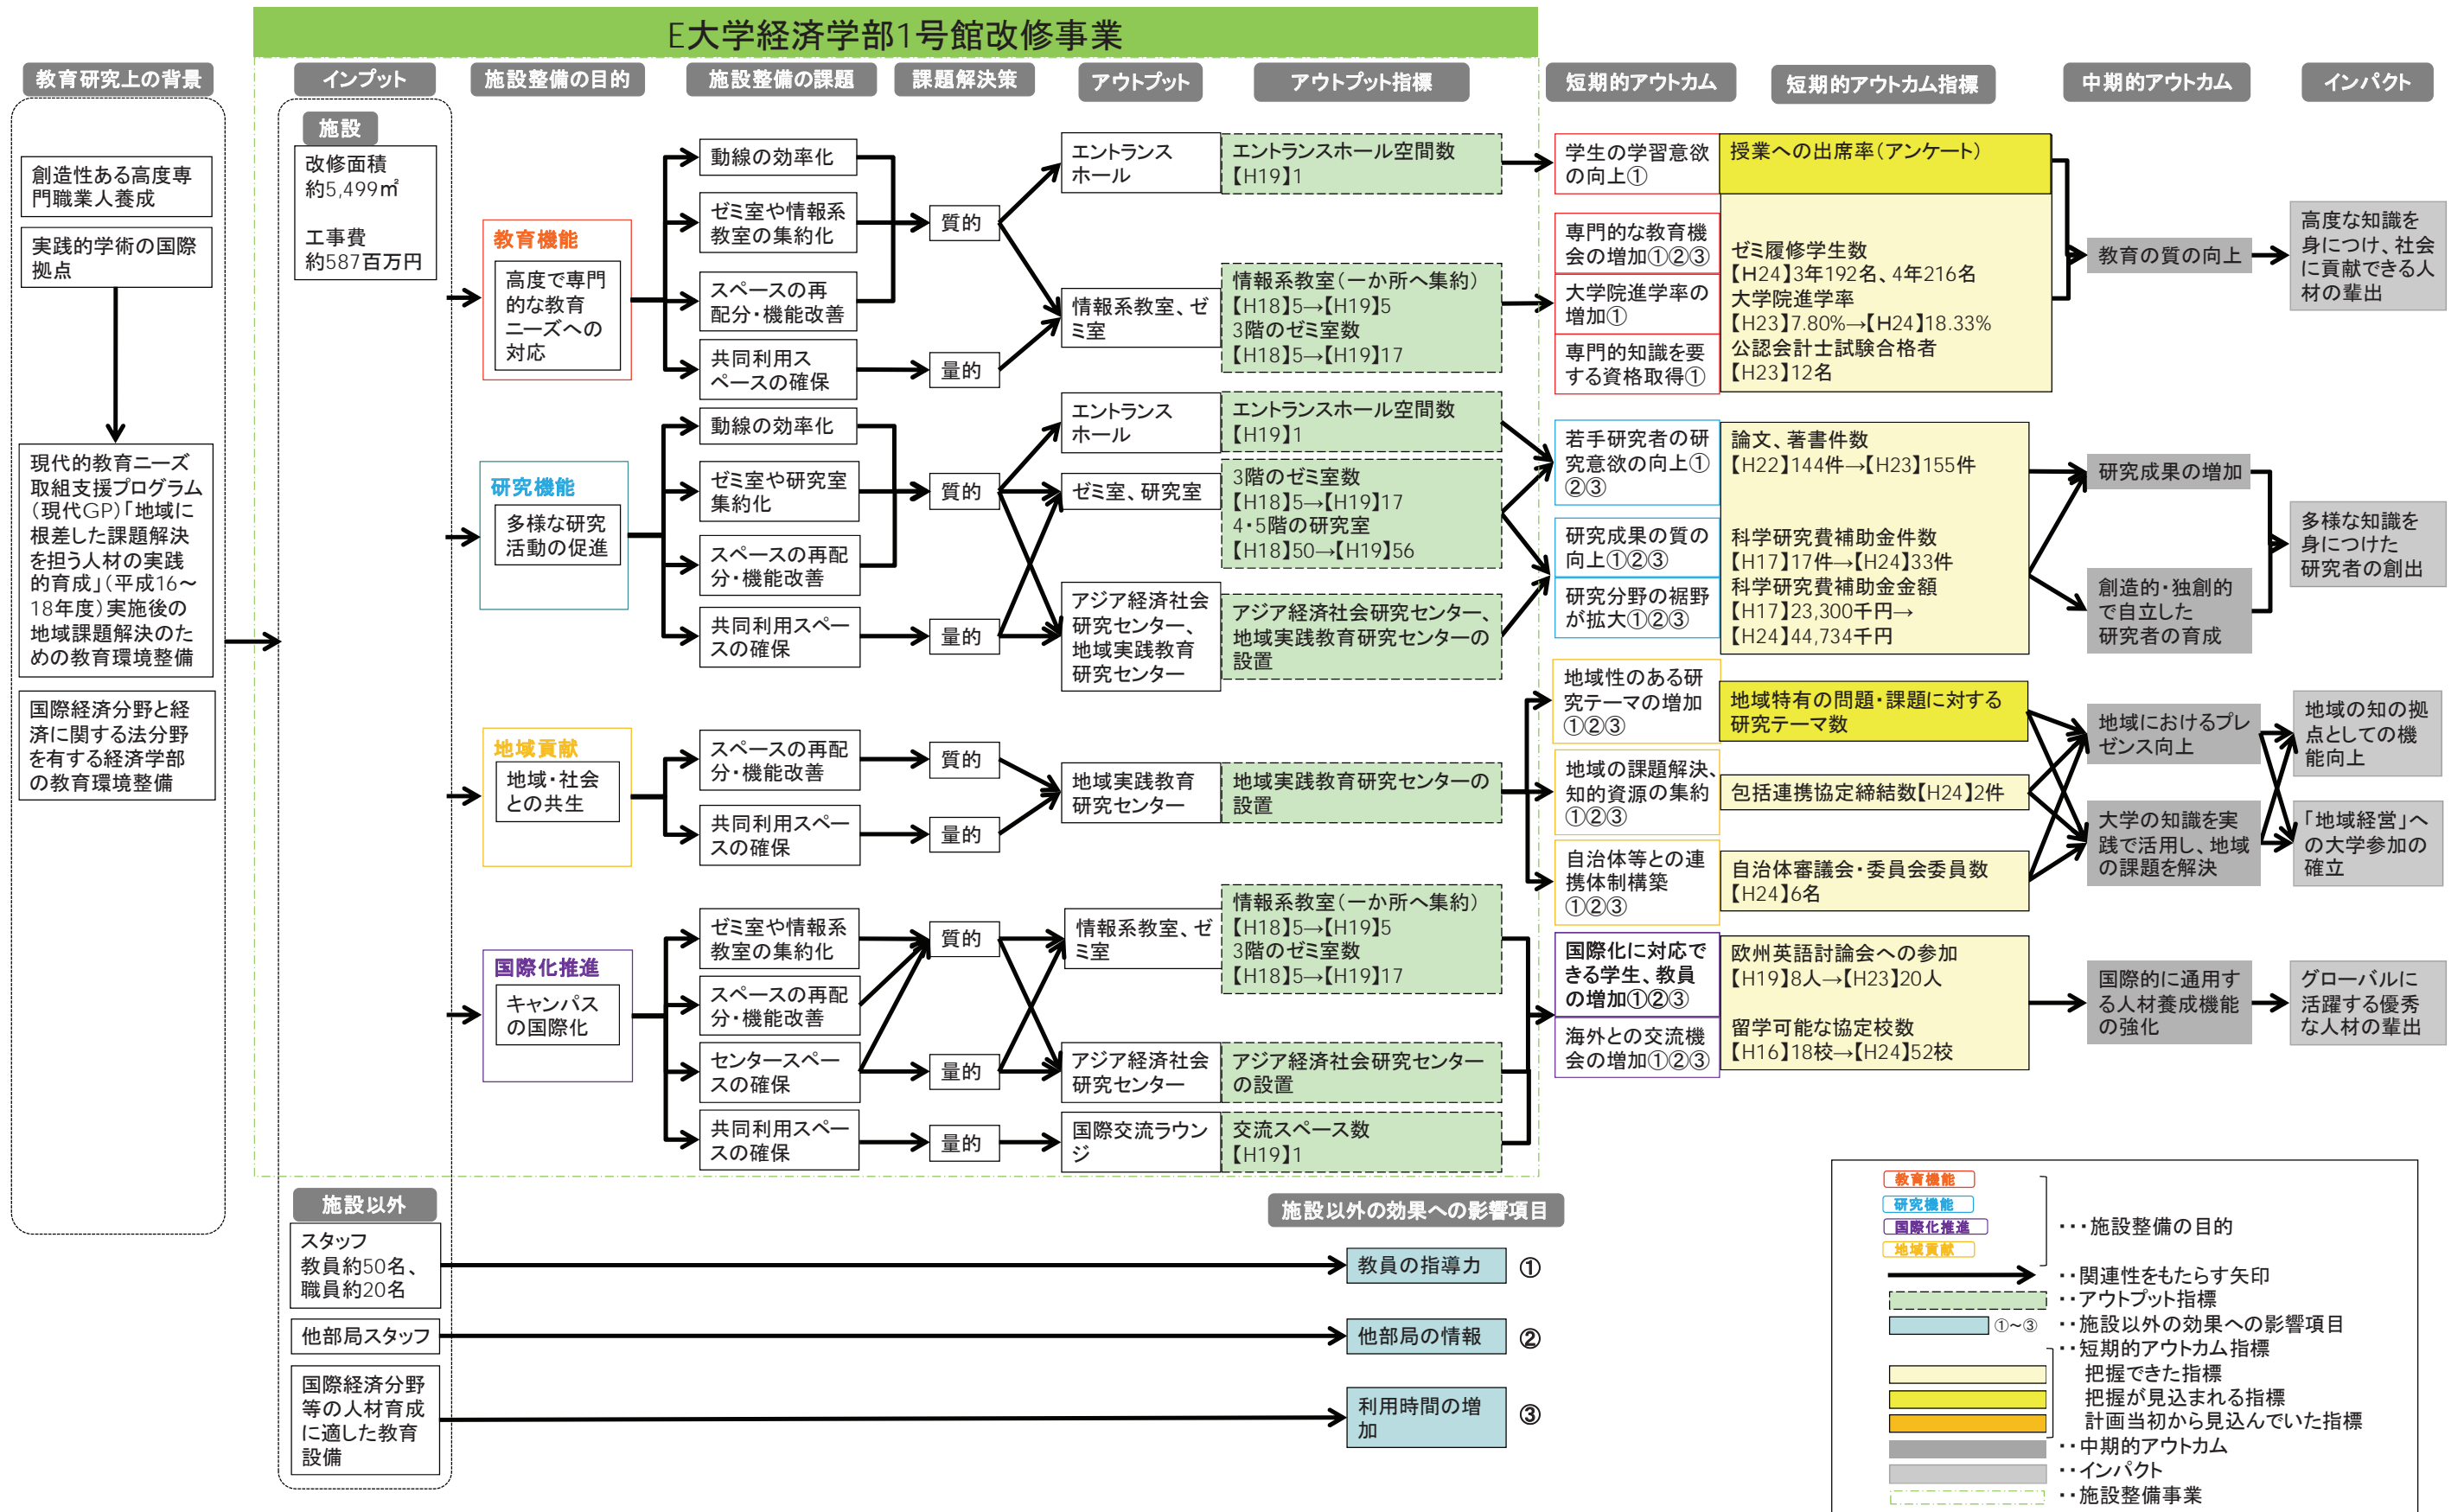 E大学経済学部1号館改修事業
教育研究上の背景
インプット
施設整備の目的
施設整備の課題
課題解決策
アウトプット
アウトプット指標
短期的アウトカム
短期的アウトカム指標
中期的アウトカム
インパクト
創造性ある高度専
門職業人養成
実践的学術の国際
拠点
現代的教育ニーズ
取組支援プログラム
(現代GP)「地域に
根差した課題解決
を担う人材の実践
的育成」(平成16～
18年度)実施後の
地域課題解決のた
めの教育環境整備
国際経済分野と経
済に関する法分野
を有する経済学部
の教育環境整備
施設
改修面積
約5,499㎡
工事費
約587百万円
教育機能
高度で専門
的な教育
ニーズへの
対応
動線の効率化
ゼミ室や情報系
教室の集約化
スペースの再
配分・機能改善
共同利用ス
ペースの確保
質的
量的
エントランス
ホール
情報系教室、ゼ
ミ室
エントランスホール空間数
【H19】1
情報系教室(一か所へ集約)
【H18】5→【H19】5
3階のゼミ室数
【H18】5→【H19】17
学生の学習意欲
の向上①
専門的な教育機
会の増加①②③
大学院進学率の
増加①
専門的知識を要
する資格取得①
授業への出席率(アンケート)
ゼミ履修学生数
【H24】3年192名、4年216名
大学院進学率
【H23】7.80%→【H24】18.33%
公認会計士試験合格者
【H23】12名
教育の質の向上
高度な知識を
身につけ、社会
に貢献できる人
材の輩出
研究機能
多様な研究
活動の促進
動線の効率化
ゼミ室や研究室
集約化
スペースの再配
分・機能改善
共同利用スペー
スの確保
質的
量的
エントランス
ホール
ゼミ室、研究室
アジア経済社会
研究センター、
地域実践教育
研究センター
エントランスホール空間数
【H19】1
3階のゼミ室数
【H18】5→【H19】17
4・5階の研究室
【H18】50→【H19】56
アジア経済社会研究センター、
地域実践教育研究センターの
設置
若手研究者の研
究意欲の向上①
②③
研究成果の質の
向上①②③
研究分野の裾野
が拡大①②③
論文、著書件数
【H22】144件→【H23】155件
科学研究費補助金件数
【H17】17件→【H24】33件
科学研究費補助金金額
【H17】23,300千円→
【H24】44,734千円
研究成果の増加
創造的・独創的
で自立した
研究者の育成
多様な知識を
身につけた
研究者の創出
地域貢献
地域・社会
との共生
スペースの再配
分・機能改善
共同利用スペー
スの確保
質的
量的
地域実践教育
研究センター
地域実践教育研究センターの
設置
地域性のある研
究テーマの増加
①②③
地域の課題解決、
知的資源の集約
①②③
自治体等との連
携体制構築
①②③
地域特有の問題・課題に対する
研究テーマ数
包括連携協定締結数【H24】2件
自治体審議会・委員会委員数
【H24】6名
地域におけるプレ
ゼンス向上
大学の知識を実
践で活用し、地域
の課題を解決
地域の知の拠
点としての機
能向上
「地域経営」へ
の大学参加の
確立
国際化推進
キャンパス
の国際化
ゼミ室や情報系
教室の集約化
スペースの再配
分・機能改善
センタースペー
スの確保
共同利用スペー
スの確保
質的
量的
量的
情報系教室、ゼ
ミ室
アジア経済社会
研究センター
国際交流ラウン
ジ
情報系教室(一か所へ集約)
【H18】5→【H19】5
3階のゼミ室数
【H18】5→【H19】17
アジア経済社会研究センター
の設置
交流スペース数
【H19】1
国際化に対応で
きる学生、教員
の増加①②③
海外との交流機
会の増加①②③
欧州英語討論会への参加
【H19】8人→【H23】20人
留学可能な協定校数
【H16】18校→【H24】52校
国際的に通用す
る人材養成機能
の強化
グローバルに
活躍する優秀
な人材の輩出
施設以外
スタッフ
教員約50名、
職員約20名
他部局スタッフ
国際経済分野
等の人材育成
に適した教育
設備
施設以外の効果への影響項目
教員の指導力 ①
他部局の情報 ②
利用時間の増
加 ③
教育機能
研究機能
国際化推進
地域貢献
・・・施設整備の目的
・・関連性をもたらす矢印
・・アウトプット指標
①～③ ・・施設以外の効果への影響項目
・・短期的アウトカム指標
把握できた指標
把握が見込まれる指標
計画当初から見込んでいた指標
・・中期的アウトカム
・・インパクト
・・施設整備事業